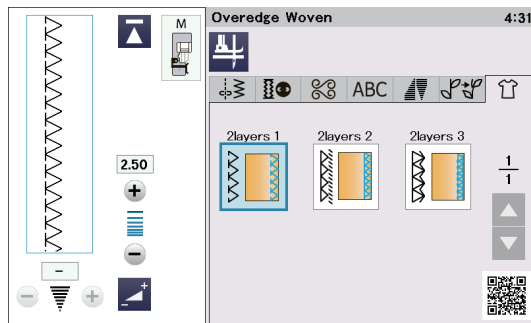 Overedge Woven 4:31
M
ABC
2layers 1 2layers 2 2layers 3
2.50
1
1
–